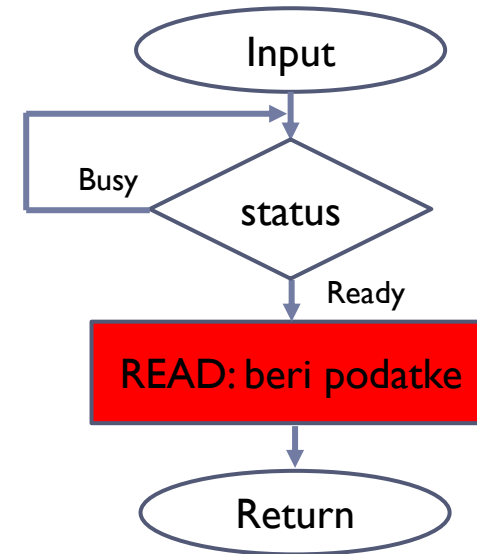 Input
Busy
status
Ready
READ: beri podatke
Return